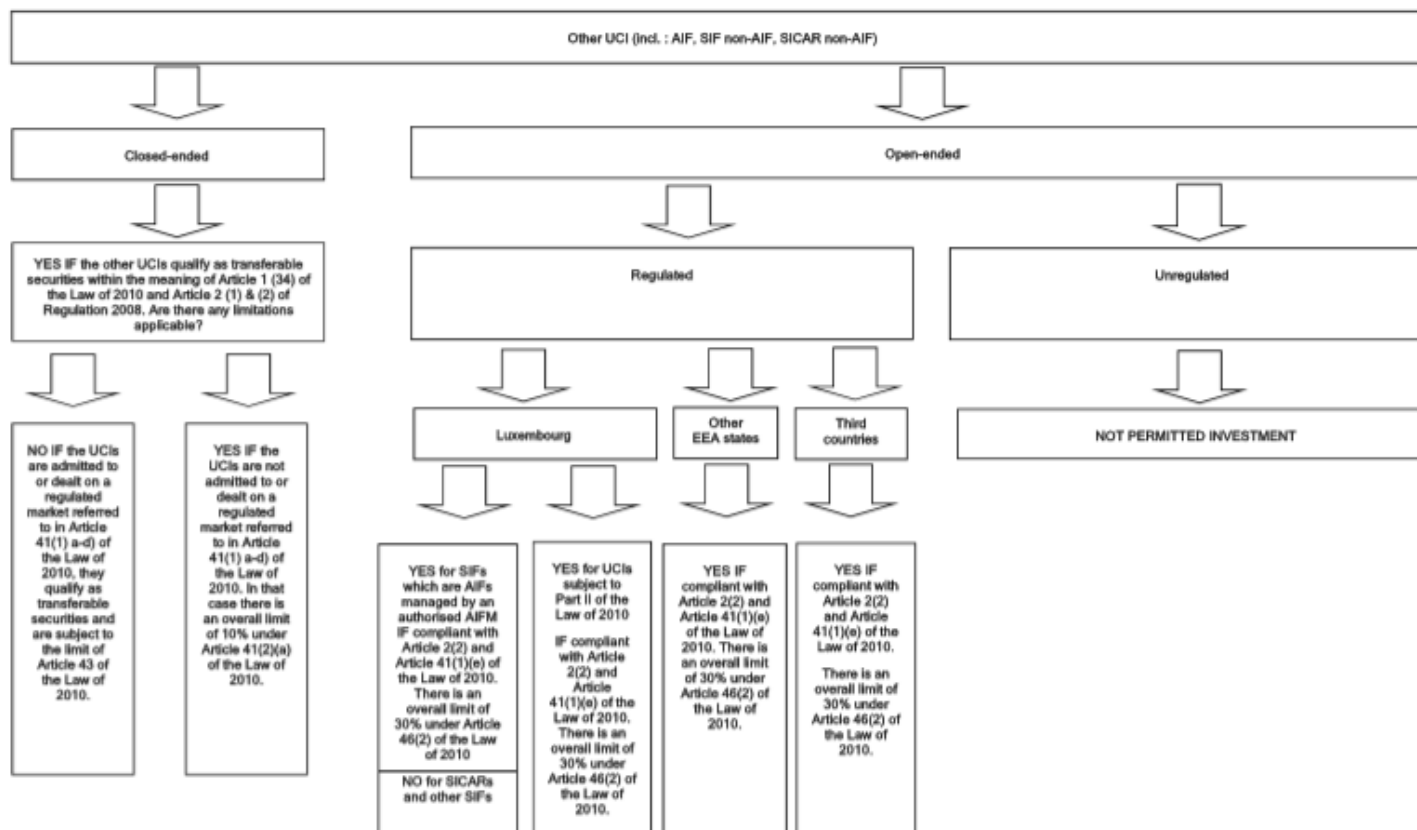 Other UCI (incl. : AIF, SIF non-AIF, SICAR non-AIF)
Closed-ended
Open-ended
YES IF the other UCIs qualify as transferable
securities within the meaning of Article 1 (34) of
the Law of 2010 and Article 2 (1) & (2) of
Regulation 2008. Are there any limitations
applicable?
Regulated
Unregulated
Luxembourg
Other
EEA states
Third
countries
NOT PERMITTED INVESTMENT
NO IF the UCIs
are admitted to
or dealt on a
regulated
market referred
to in Article
41(1) a-d) of
the Law of
2010, they
qualify as
transferable
securities and
are subject to
the limit of
Article 43 of
the Law of
2010.
YES IF the
UCIs are not
admitted to or
dealt on a
regulated
market referred
to in Article
41(1) a-d) of
the Law of
2010. In that
case there is
an overall limit
of 10% under
Article 41(2)(a)
of the Law of
2010.
YES for SIFs
which are AIFs
managed by an
authorised AIFM
IF compliant with
Article 2(2) and
Article 41(1)(e) of
the Law of 2010.
There is an
overall limit of
30% under Article
46(2) of the Law
of 2010
NO for SICARs
and other SIFs
YES for UCIs
subject to
Part II of the
Law of 2010
IF compliant
with Article
2(2) and
Article
41(1)(e) of the
Law of 2010.
There is an
overall limit of
30% under
Article 46(2) of
the Law of
2010.
YES IF
compliant with
Article 2(2) and
Article 41(1)(e)
of the Law of
2010. There is
an overall limit
of 30% under
Article 46(2) of
the Law of
2010.
YES IF
compliant with
Article 2(2)
and Article
41(1)(e) of the
Law of 2010.
There is an
overall limit of
30% under
Article 46(2) of
the Law of
2010.